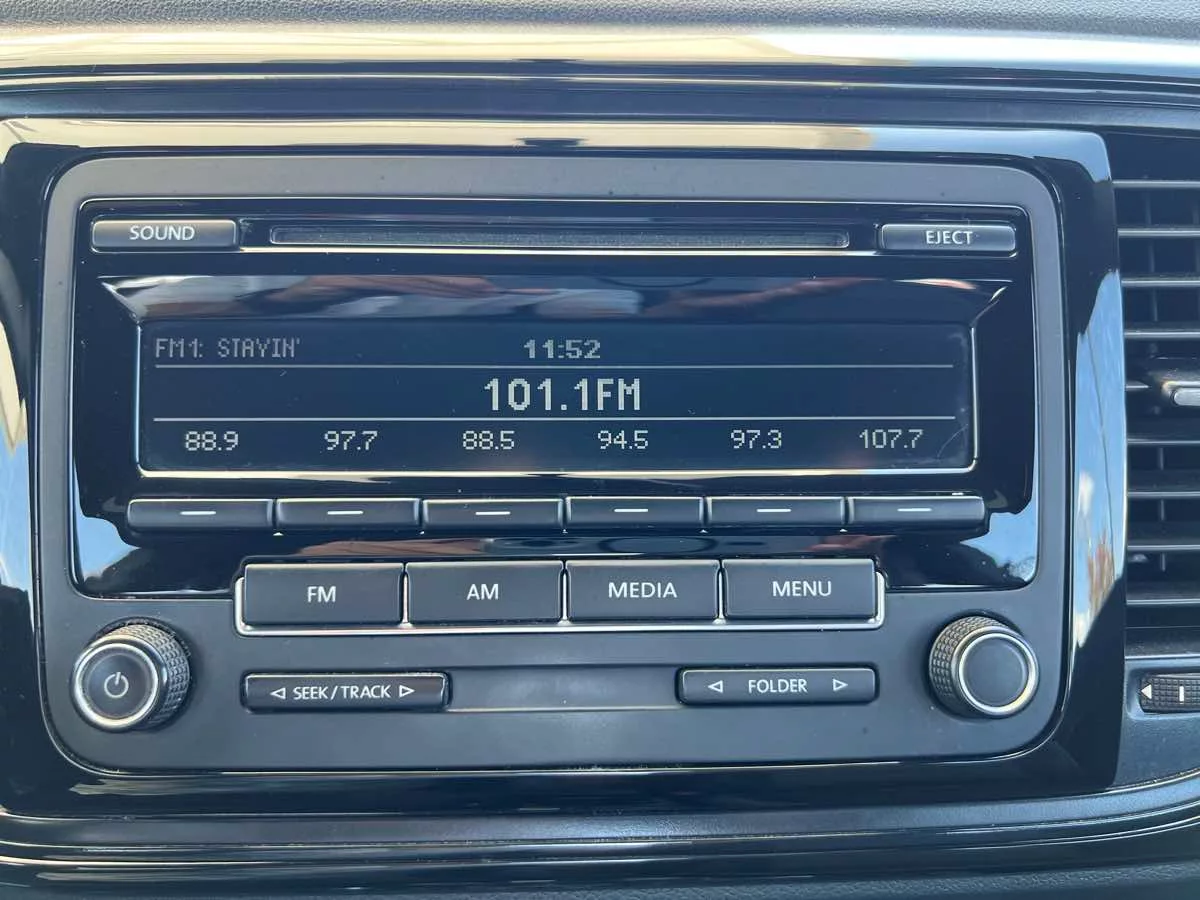 SOUND EJECT
FM1: STAYIN' 11:52
101.1FM
88.9 97.7 88.5 94.5 97.3 107.7
FM AM MEDIA MENU
SEEK/TRACK FOLDER